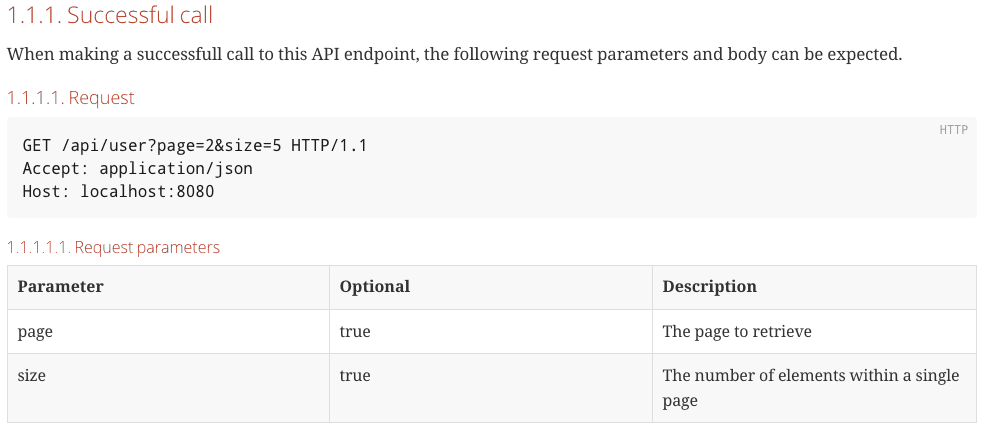 1.1.1. Successful call
When making a successfull call to this API endpoint, the following request parameters and body can be expected.
1.1.1.1. Request
HTTP
GET /api/user?page=2&size=5 HTTP/1.1
Accept: application/json
Host: localhost:8080
1.1.1.1.1. Request parameters
Parameter Optional Description
page true The page to retrieve
size true The number of elements within a single
page